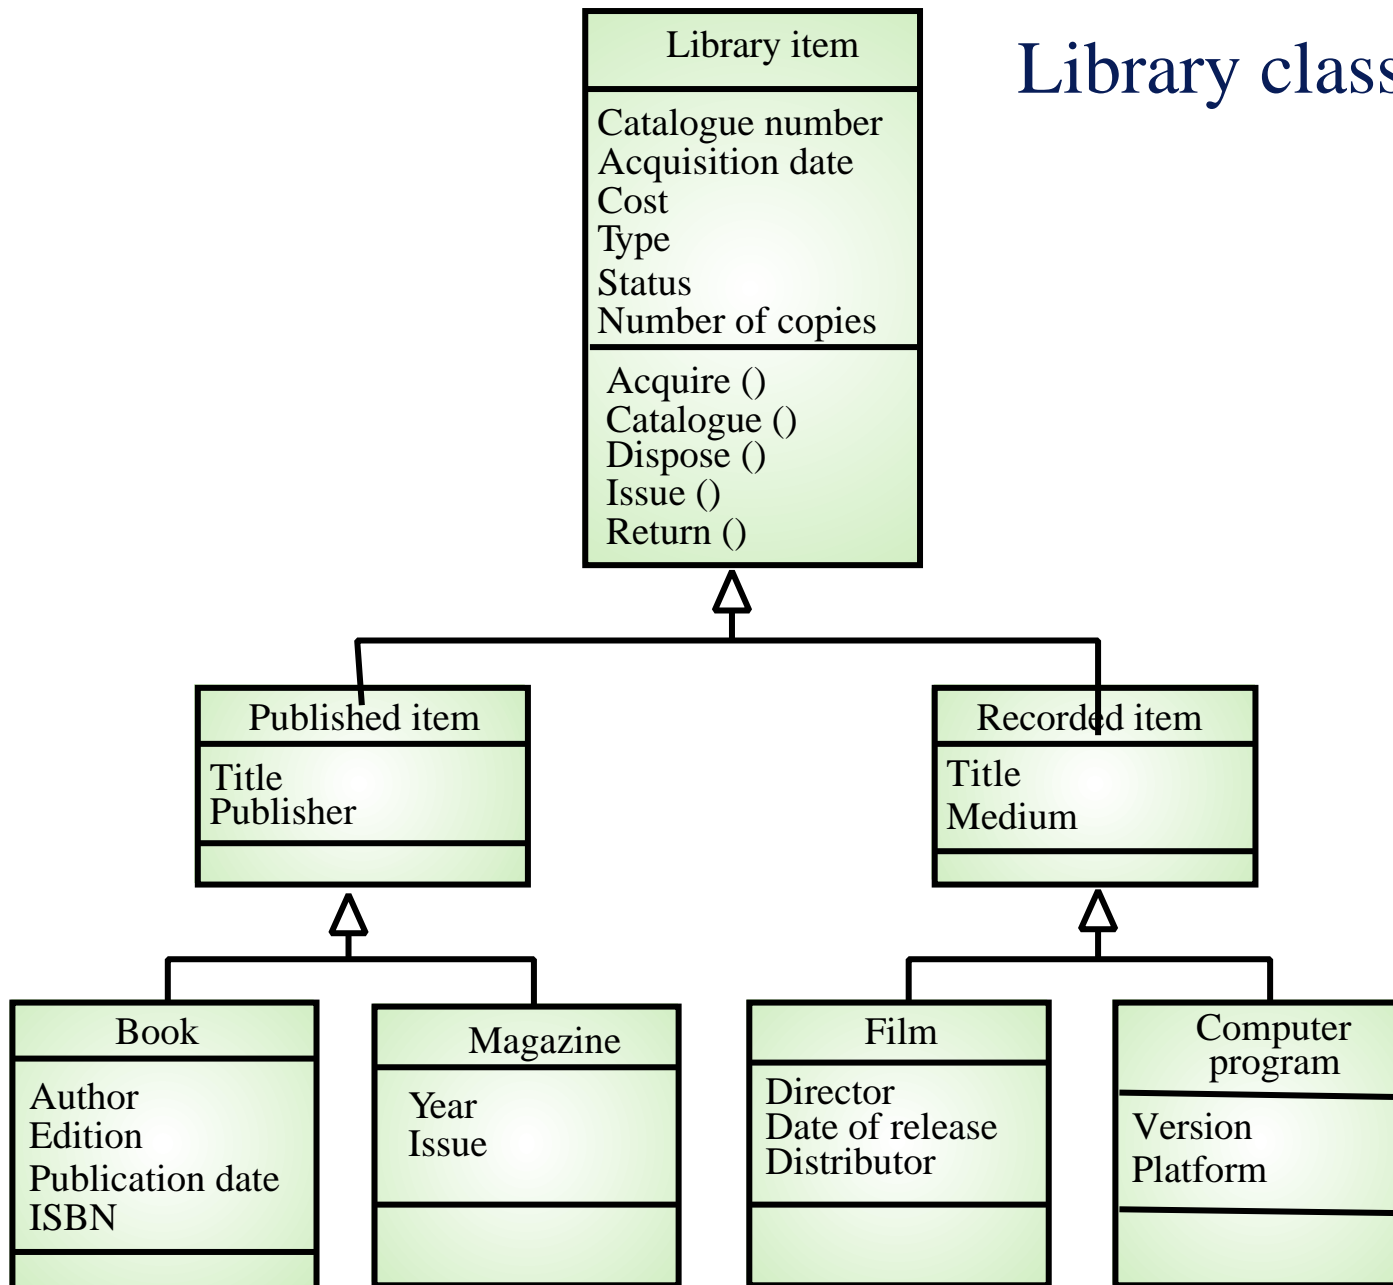 Library class
Library item
Catalogue number
Acquisition date
Cost
Type
Status
Number of copies
Acquire ()
Catalogue ()
Dispose ()
Issue ()
Return ()
Published item
Title
Publisher
Recorded item
Title
Medium
Book
Author
Edition
Publication date
ISBN
Magazine
Year
Issue
Film
Director
Date of release
Distributor
Computer
program
Version
Platform